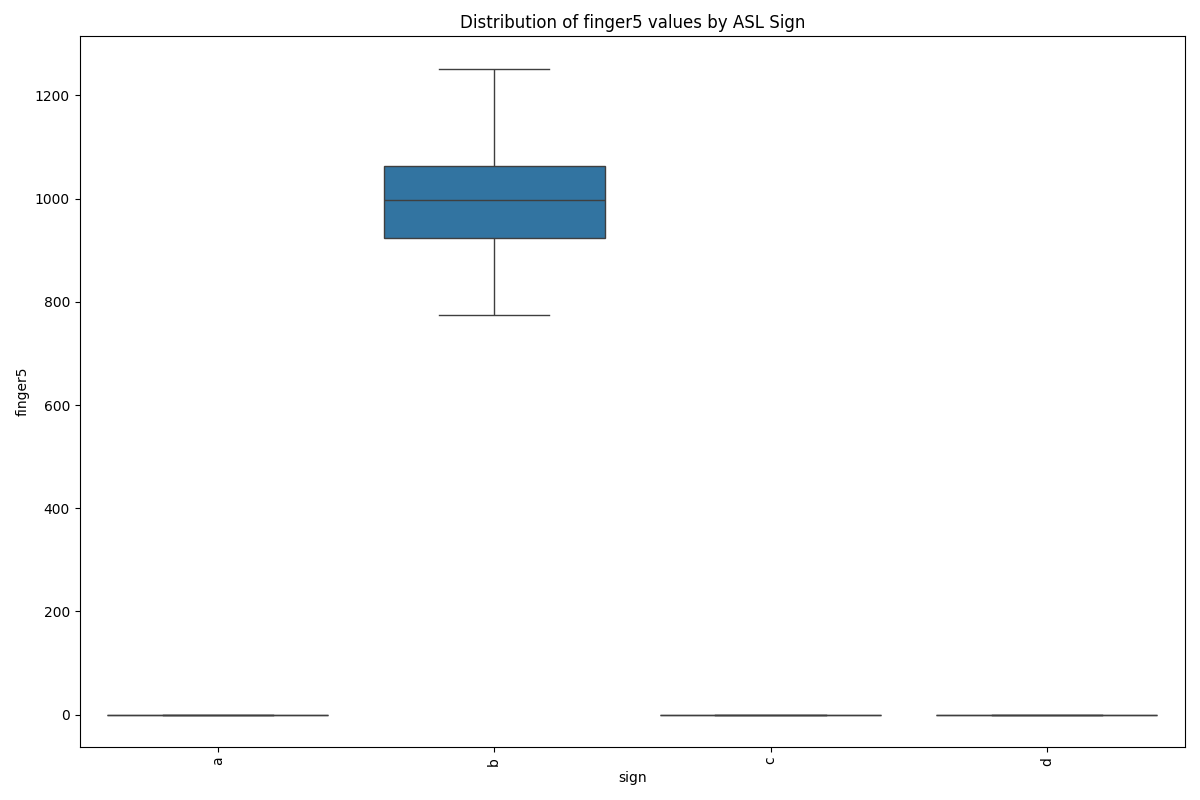 Distribution of finger5 values by ASL Sign
1200
1000
800
600
400
200
0
finger5
a
b
c
d
sign